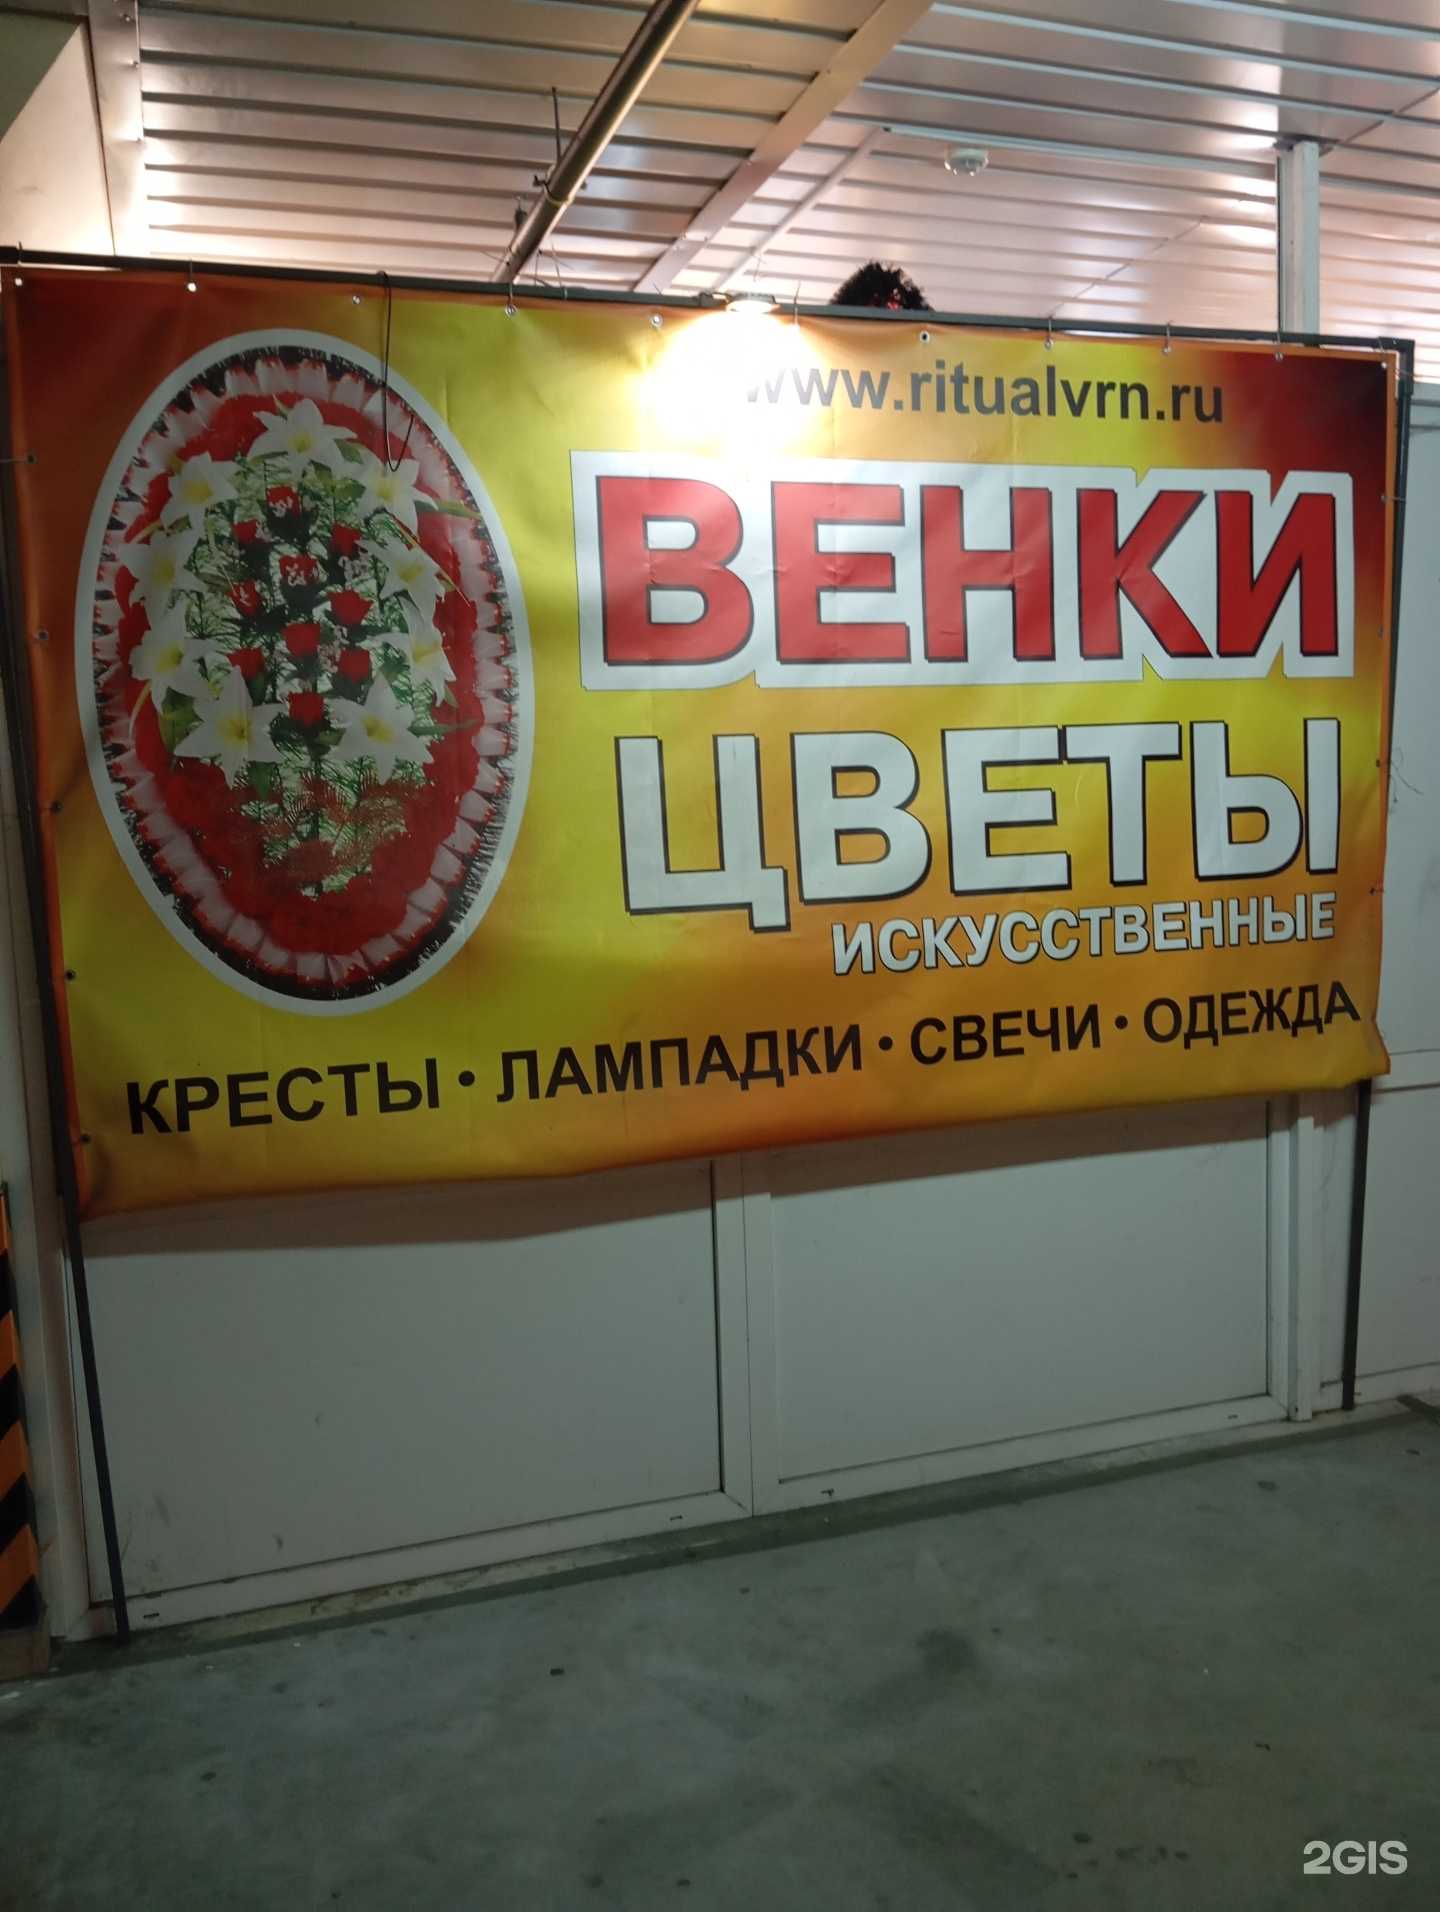 www.ritualvrn.ru
ВЕНКИ
ЦВЕТЫ
ИСКУССТВЕННЫЕ
КРЕСТЫ • ЛАМПАДКИ • СВЕЧИ • ОДЕЖДА
2GIS